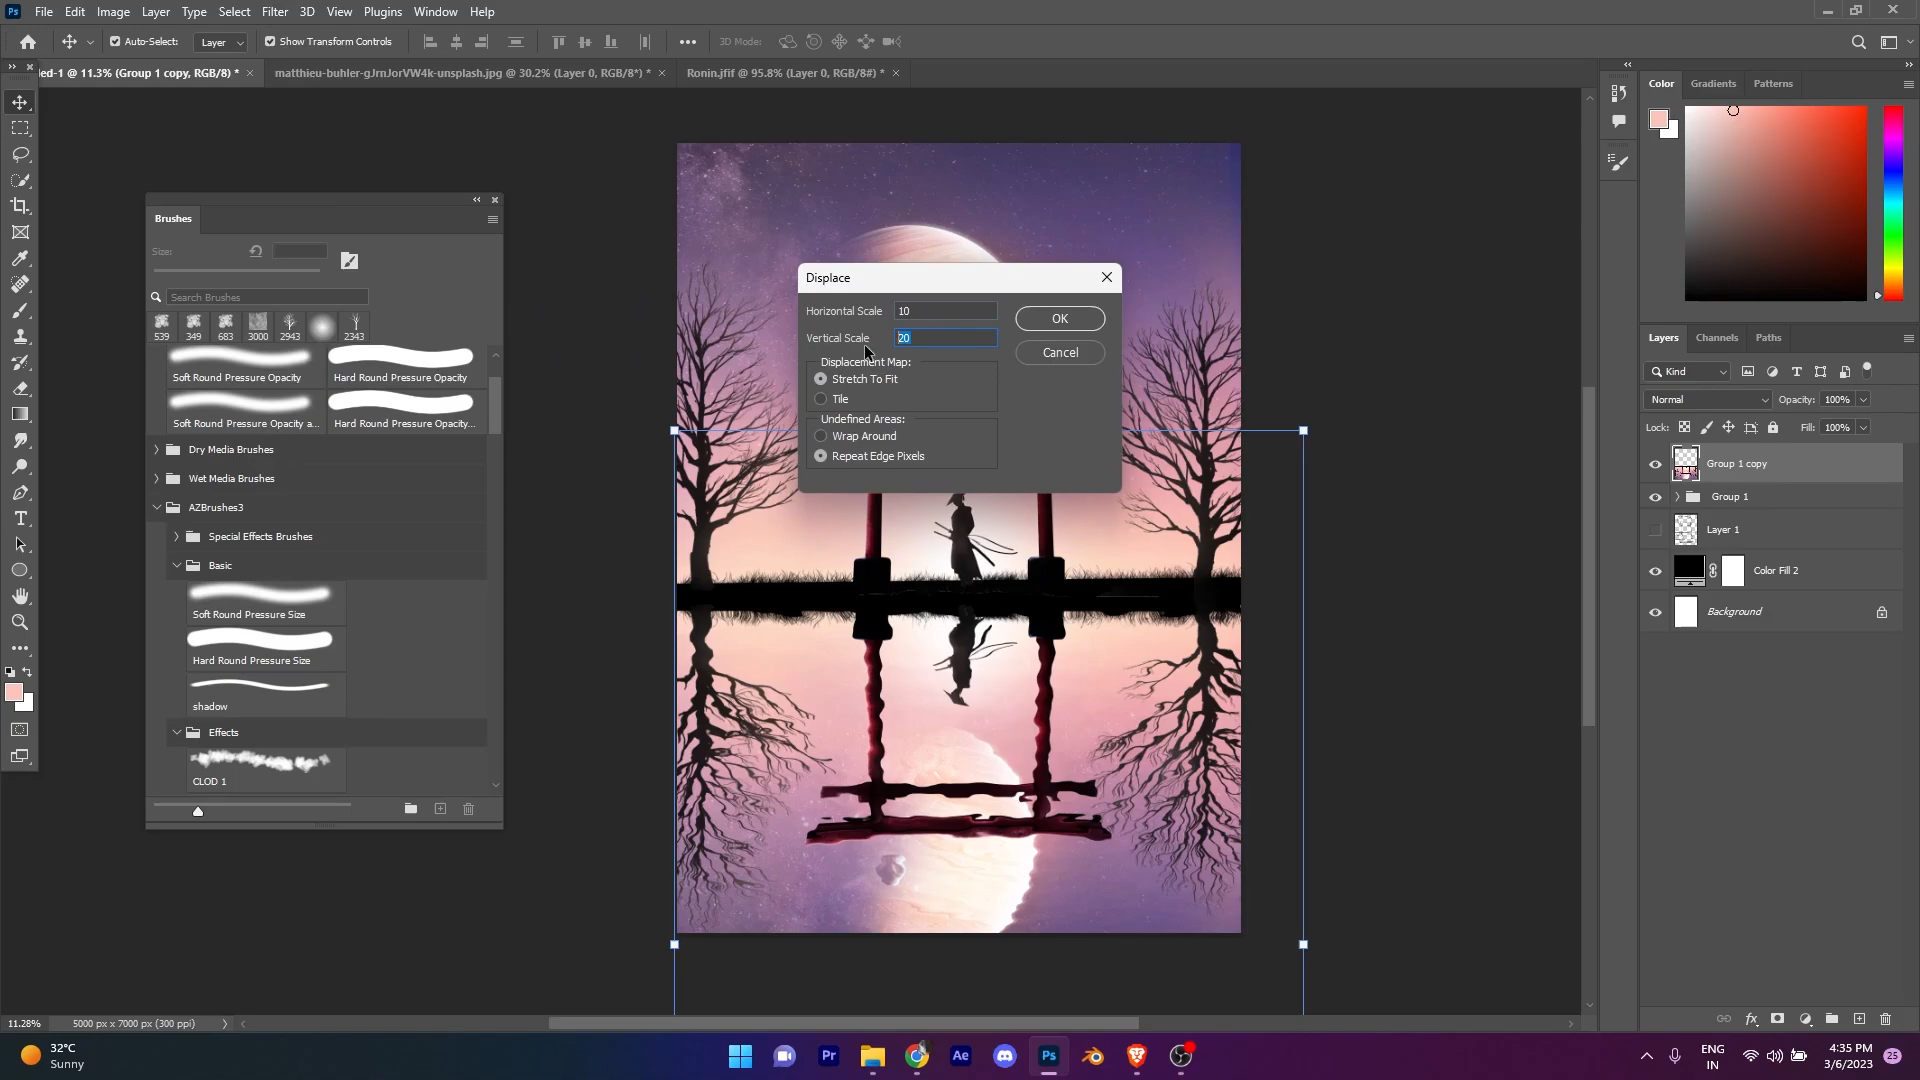 Ps File Edit Image Layer Type Select Filter 3D View Plugins Window Help
Auto-Select: Layer Show Transform Controls 3D Mode:
ed-1 @ 11.3% (Group 1 copy, RGB/8) * matthieu-buhler-gJrnJorVW4k-unsplash.jpg @ 30.2% (Layer 0, RGB/8*) * Ronin.jfif @ 95.8% (Layer 0, RGB/8#) *
Brushes
Size:
Search Brushes
539 349 683 3000 2943 2343
Soft Round Pressure Opacity Hard Round Pressure Opacity
Soft Round Pressure Opacity a... Hard Round Pressure Opacity...
Dry Media Brushes
Wet Media Brushes
AZBrushes3
Special Effects Brushes
Basic
Soft Round Pressure Size
Hard Round Pressure Size
shadow
Effects
CLOD 1
Displace
Horizontal Scale 10 OK
Vertical Scale 20 Cancel
Displacement Map:
Stretch To Fit
Tile
Undefined Areas:
Wrap Around
Repeat Edge Pixels
Color Gradients Patterns
Layers Channels Paths
Kind
Normal Opacity: 100%
Lock: Fill: 100%
Group 1 copy
Group 1
Layer 1
Color Fill 2
Background
fx
11.28% 5000 px x 7000 px (300 ppi)
32°C
Sunny
Pr Ae Ps
ENG
IN
4:35 PM
3/6/2023
25